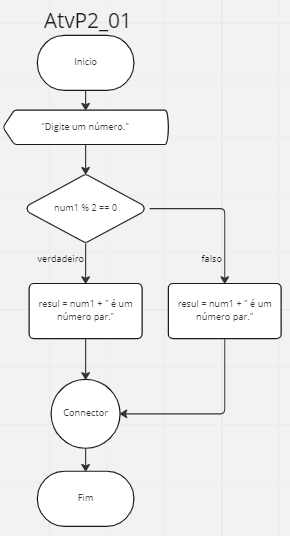 AtvP2_01
Inicio
"Digite um número."
num1 % 2 == 0
verdadeiro
falso
resul = num1 + " é um
número par."
resul = num1 + " é um
número par."
Connector
Fim